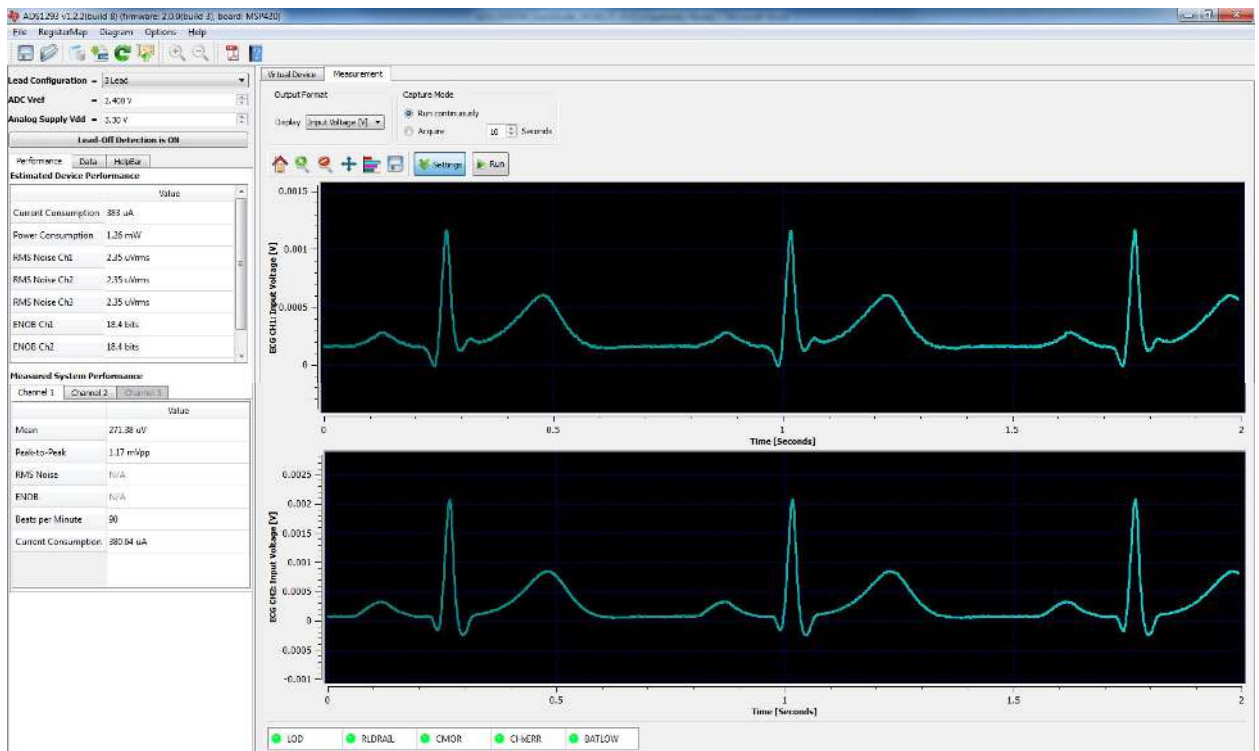 ADS1293 v1.2.2(build 8) (firmware: 2.0.0(build 3), board: MSP420)
File RegisterMap Diagram Options Help
Lead Configuration = 3Lead
ADC Vref = 2.400 V
Analog Supply Vdd = 3.30 V
Lead-Off Detection is ON
Performance Data HelpBar
Estimated Device Performance
Value
Current Consumption 383 uA
Power Consumption 1.26 mW
RMS Noise Ch1 2.35 uVrms
RMS Noise Ch2 2.35 uVrms
RMS Noise Ch3 2.35 uVrms
ENOB Ch1 18.4 bits
ENOB Ch2 18.4 bits
Measured System Performance
Channel 1 Channel 2 Channel 3
Value
Mean 271.38 uV
Peak-to-Peak 1.17 mVpp
RMS Noise N/A
ENOB N/A
Beats per Minute 90
Current Consumption 380.64 uA
Virtual Device Measurement
Output Format
Display Input Voltage [V]
Capture Mode
Run continuously
Acquire 10 Seconds
Settings Run
ECG CH1: Input Voltage [V]
0.0015
0.001
0.0005
0
0 0.5 1 1.5 2
Time [Seconds]
ECG CH2: Input Voltage [V]
0.0025
0.002
0.0015
0.001
0.0005
0
-0.0005
-0.001
0 0.5 1 1.5 2
Time [Seconds]
LOD RLDRAIL CMOR CHxERR BATLOW